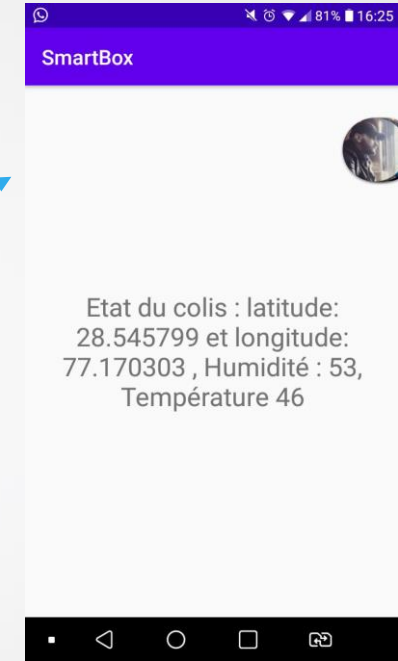 81% 16:25
SmartBox
Etat du colis : latitude:
28.545799 et longitude:
77.170303 , Humidité : 53,
Température 46